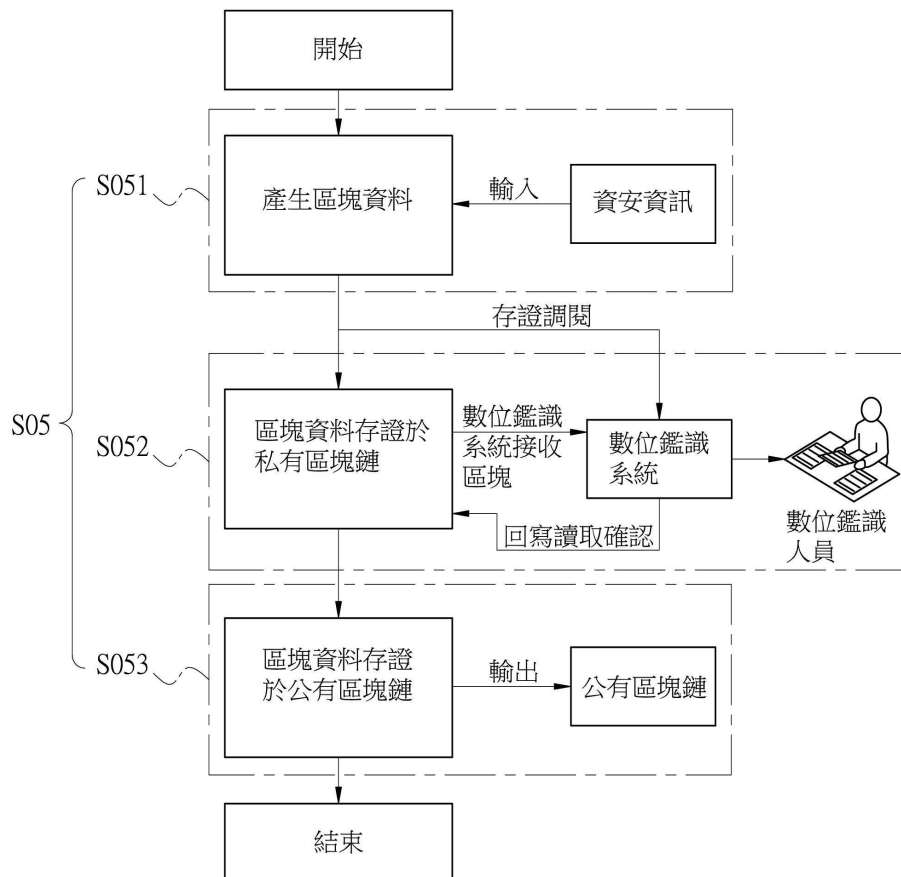 開始
S051
產生區塊資料
輸入
資安資訊
存證調閱
S05
S052
區塊資料存證於
私有區塊鏈
數位鑑識
系統接收
區塊
數位鑑識
系統
回寫讀取確認
數位鑑識
人員
S053
區塊資料存證
於公有區塊鏈
輸出
公有區塊鏈
結束